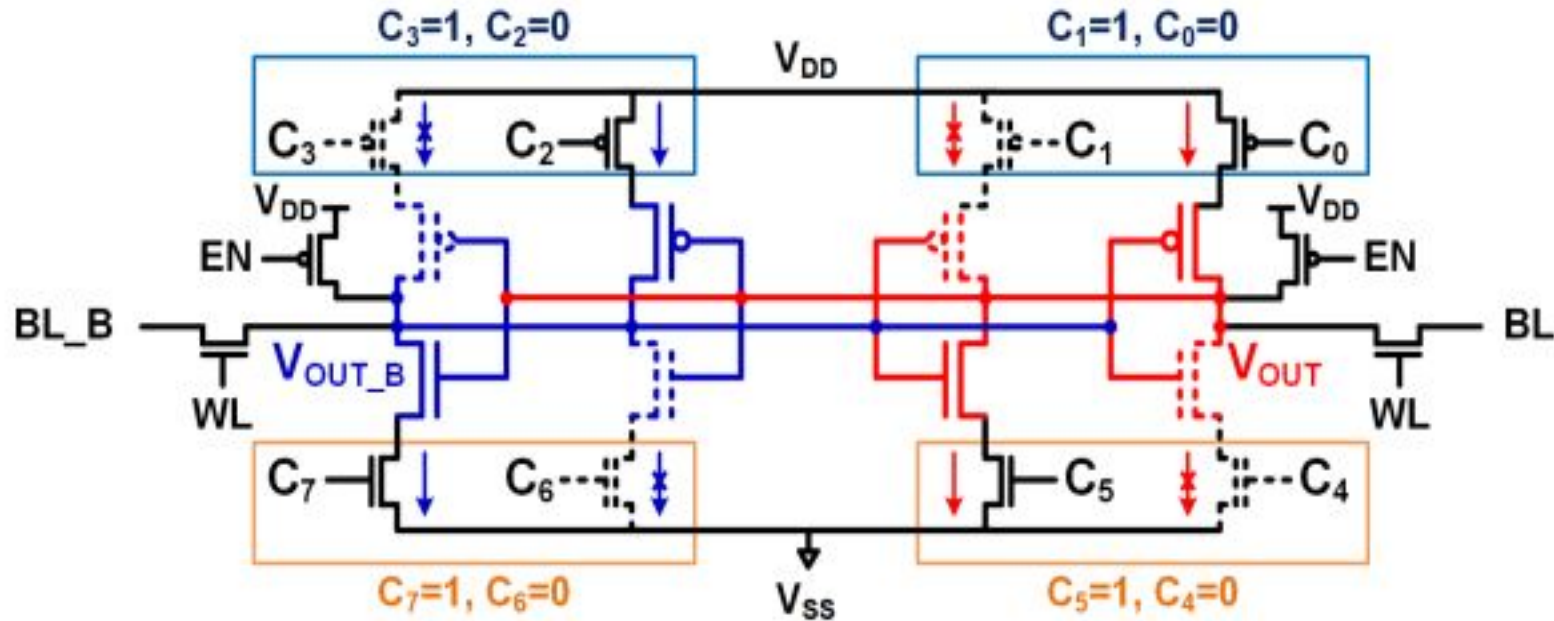 C3=1, C2=0
C1=1, C0=0
VDD
C3
C2
C1
C0
VDD
VDD
EN
EN
BL_B
BL
VOUT_B
VOUT
WL
WL
C7
C6
C5
C4
C7=1, C6=0
VSS
C5=1, C4=0